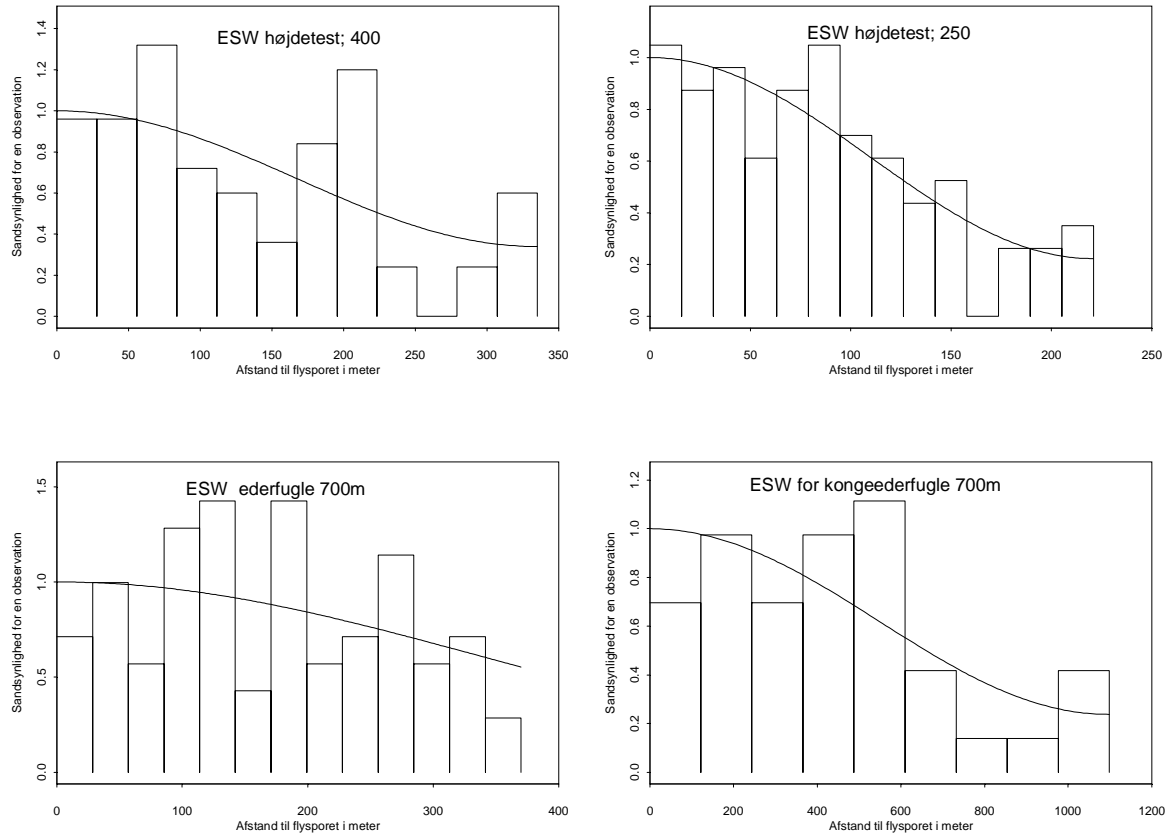 ESW højdetest; 400
Sandsynlighed for en observation
0.0 0.2 0.4 0.6 0.8 1.0 1.2 1.4
0 50 100 150 200 250 300 350
Afstand til flysporet i meter
ESW højdetest; 250
Sandsynlighed for en observation
0.0 0.2 0.4 0.6 0.8 1.0
0 50 100 150 200 250
Afstand til flysporet i meter
ESW ederfugle 700m
Sandsynlighed for en observation
0.0 0.5 1.0 1.5
0 100 200 300 400
Afstand til flysporet i meter
ESW for kongeederfugle 700m
Sandsynlighed for en observation
0.0 0.2 0.4 0.6 0.8 1.0 1.2
0 200 400 600 800 1000 1200
Afstand til flysporet i meter